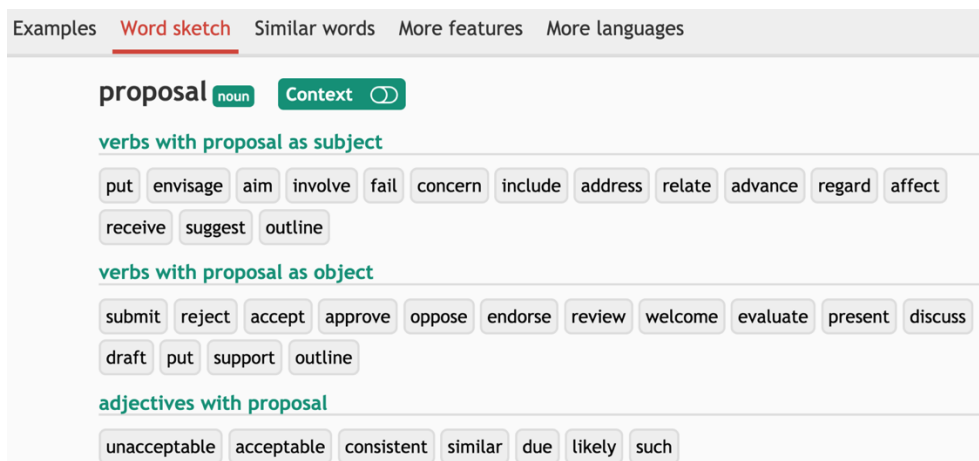 Examples Word sketch Similar words More features More languages
proposal noun Context
verbs with proposal as subject
put envisage aim involve fail concern include address relate advance regard affect
receive suggest outline
verbs with proposal as object
submit reject accept approve oppose endorse review welcome evaluate present discuss
draft put support outline
adjectives with proposal
unacceptable acceptable consistent similar due likely such